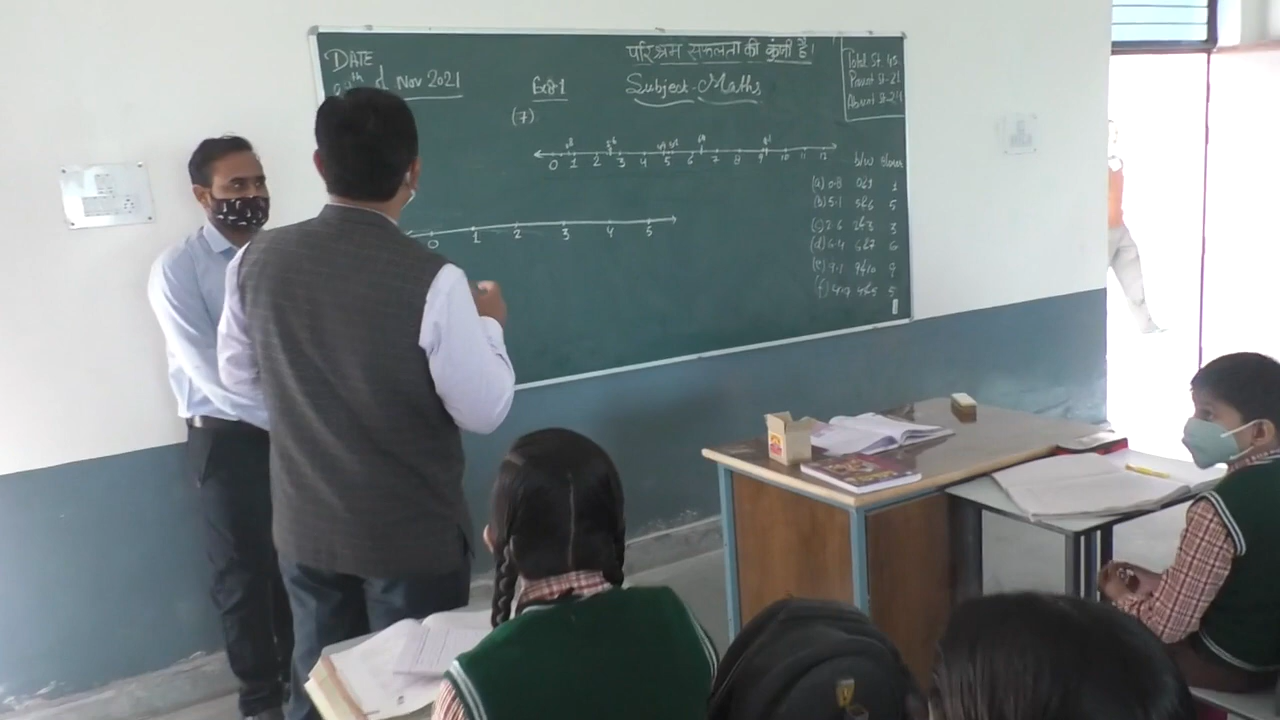 DATE
Nov 2021
परिश्रम सफलता की कुंजी है।
Subject - Maths
(7)
Total St-45
Present St-21
Absent St-24
0 1 2 3 4 5 6 7 8 9 10 11 12
b/w
(a) 0.8 0&1 1
(b) 5.1 5&6 5
(c) 2.6 2&3 3
(d) 6.4 6&7 6
(e) 9.1 9&10 9
(f) 4.9 4&5 5
0 1 2 3 4 5